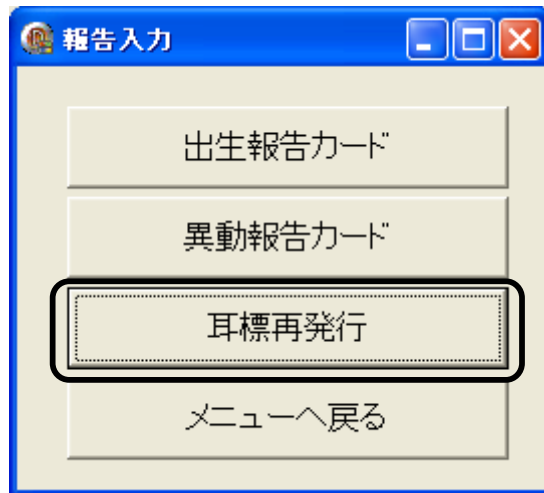 報告入力
出生報告カード
異動報告カード
耳標再発行
メニューへ戻る